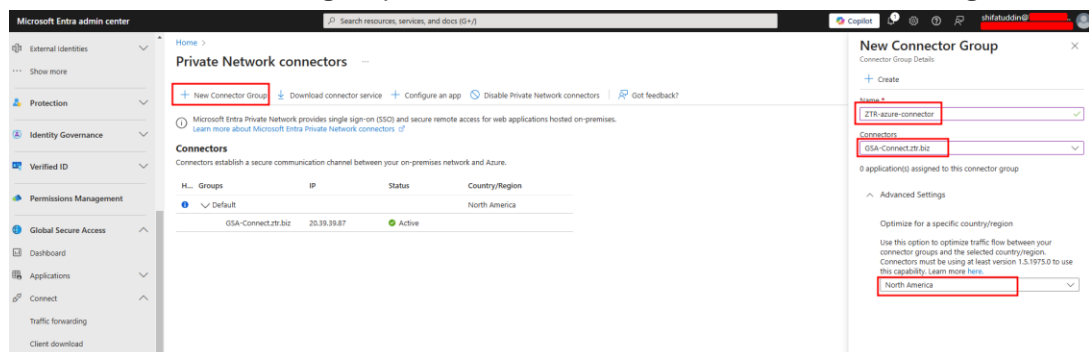 Microsoft Entra admin center
Search resources, services, and docs (G+/)
Copilot
shifatuddin@
External Identities
Show more
Protection
Identity Governance
Verified ID
Permissions Management
Global Secure Access
Dashboard
Applications
Connect
Traffic forwarding
Client download
Home >
Private Network connectors ...
+ New Connector Group Download connector service + Configure an app Disable Private Network connectors Got feedback?
Microsoft Entra Private Network provides single sign-on (SSO) and secure remote access for web applications hosted on-premises.
Learn more about Microsoft Entra Private Network connectors
Connectors
Connectors establish a secure communication channel between your on-premises network and Azure.
H... Groups IP Status Country/Region
Default North America
GSA-Connect.ztr.biz 20.39.39.87 Active
New Connector Group
Connector Group Details
+ Create
Name *
ZTR-azure-connector
Connectors
GSA-Connect.ztr.biz
0 application(s) assigned to this connector group
Advanced Settings
Optimize for a specific country/region
Use this option to optimize traffic flow between your
connector groups and the selected country/region.
Connectors must be using at least version 1.5.1975.0 to use
this capability. Learn more here.
North America